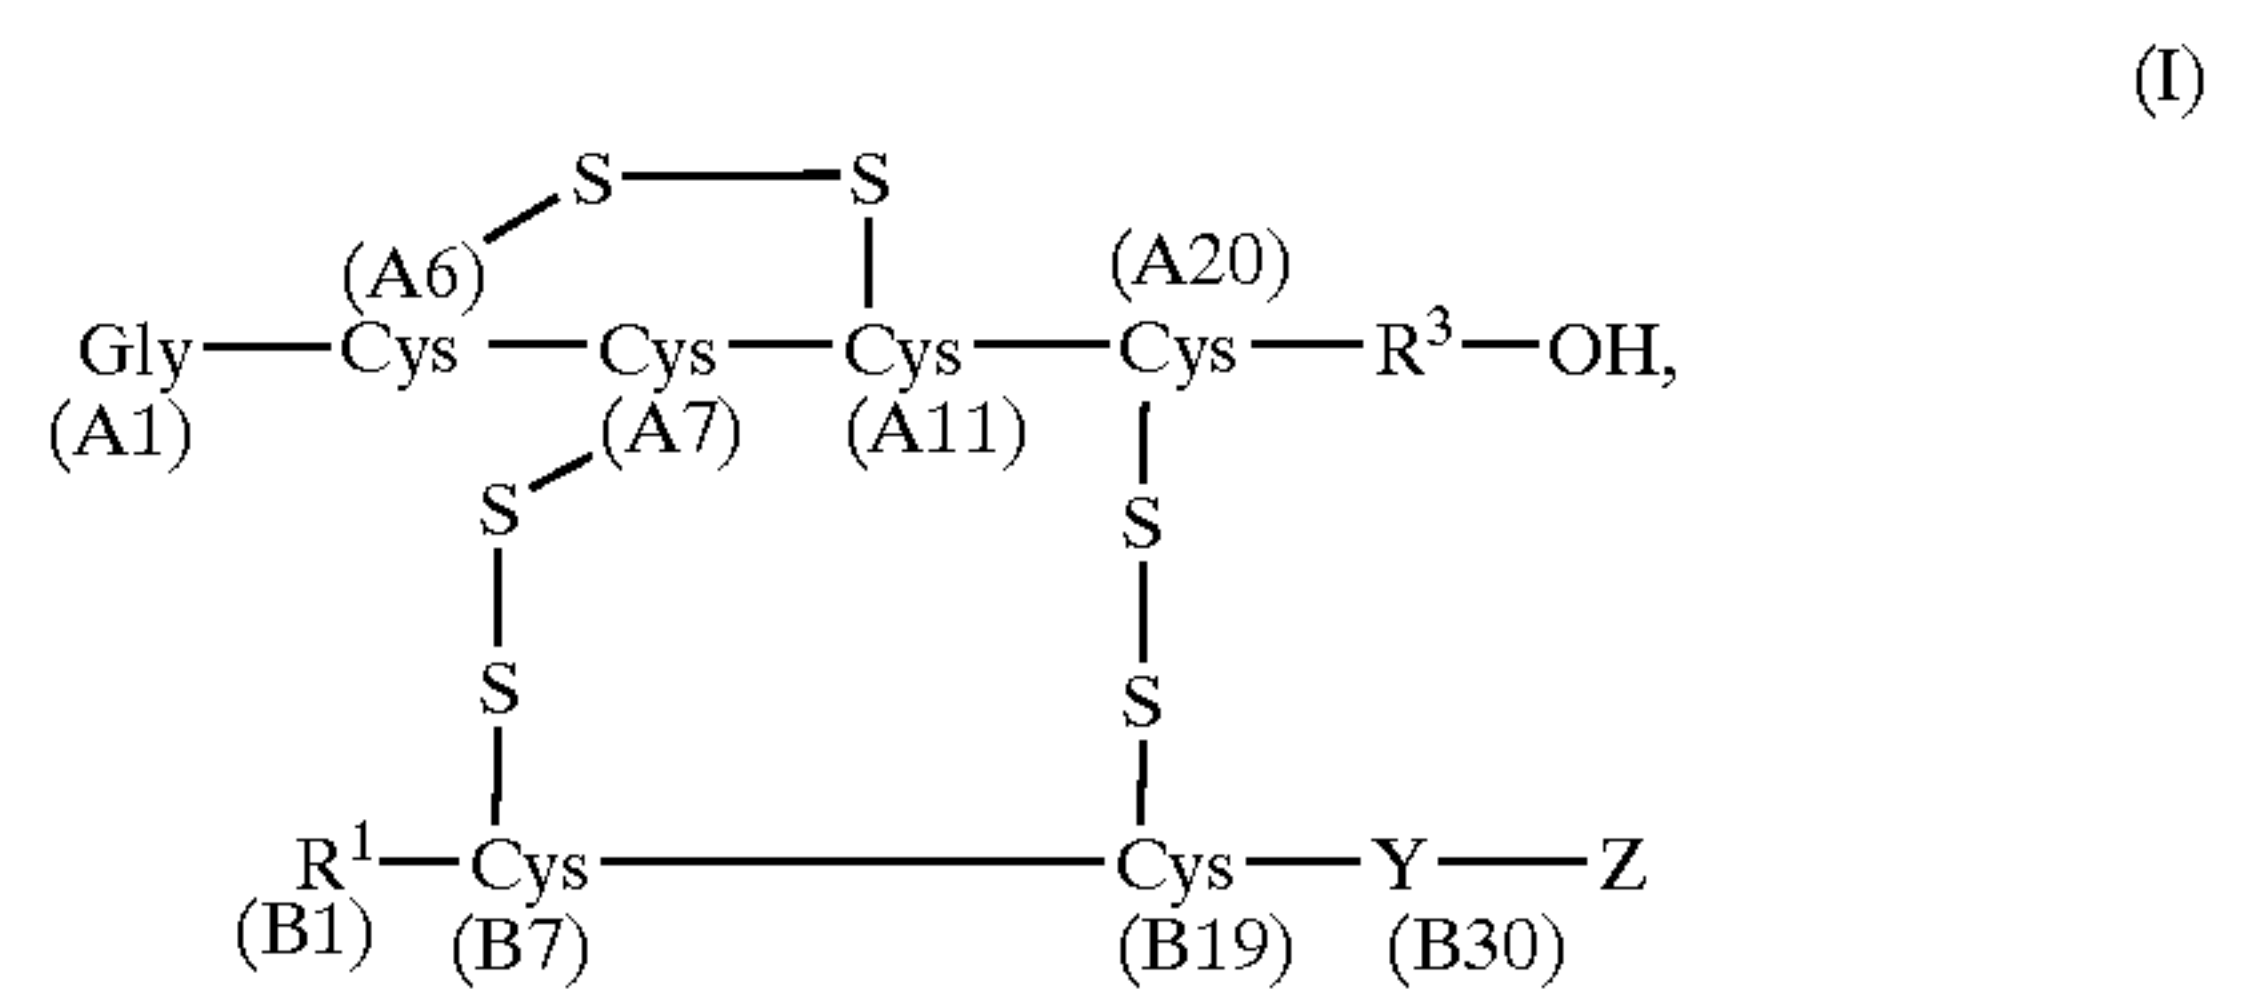 (I)
S S
(A6) (A20)
Gly Cys Cys Cys Cys R³ OH,
(A1) (A7) (A11)
S S
S S
R¹ Cys Cys Y Z
(B1) (B7) (B19) (B30)